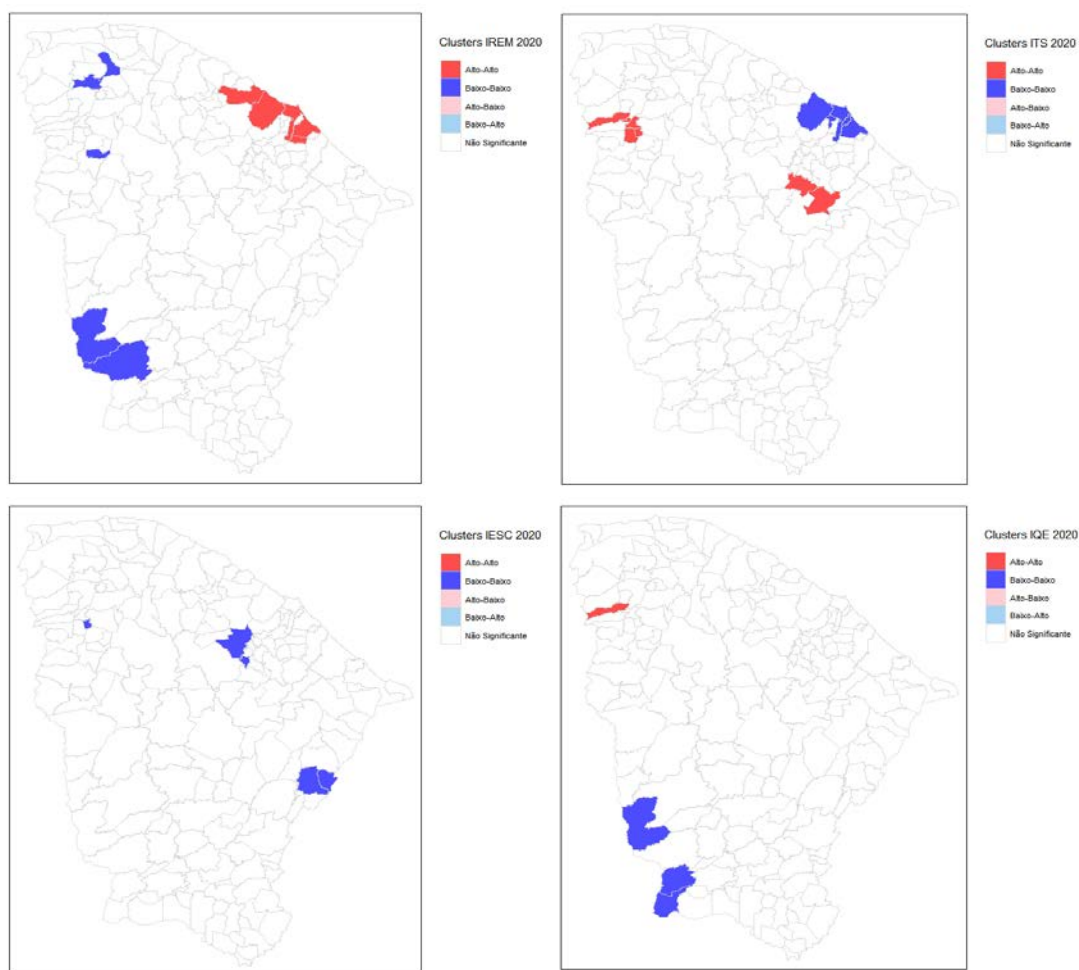 Clusters IREM 2020
Alto-Alto
Baixo-Baixo
Alto-Baixo
Baixo-Alto
Não Significante
Clusters ITS 2020
Alto-Alto
Baixo-Baixo
Alto-Baixo
Baixo-Alto
Não Significante
Clusters IESC 2020
Alto-Alto
Baixo-Baixo
Alto-Baixo
Baixo-Alto
Não Significante
Clusters IQE 2020
Alto-Alto
Baixo-Baixo
Alto-Baixo
Baixo-Alto
Não Significante